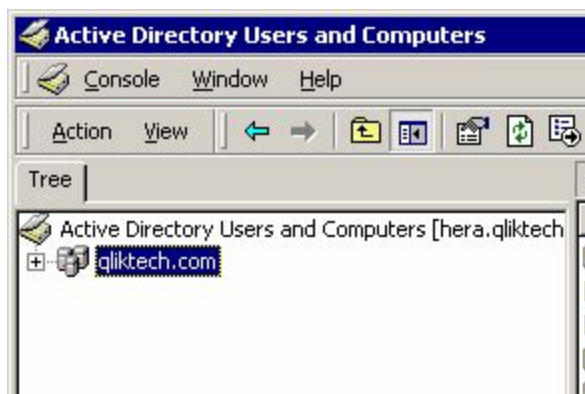 Active Directory Users and Computers
Console Window Help
Action View
Tree
Active Directory Users and Computers [hera.qliktech
qliktech.com